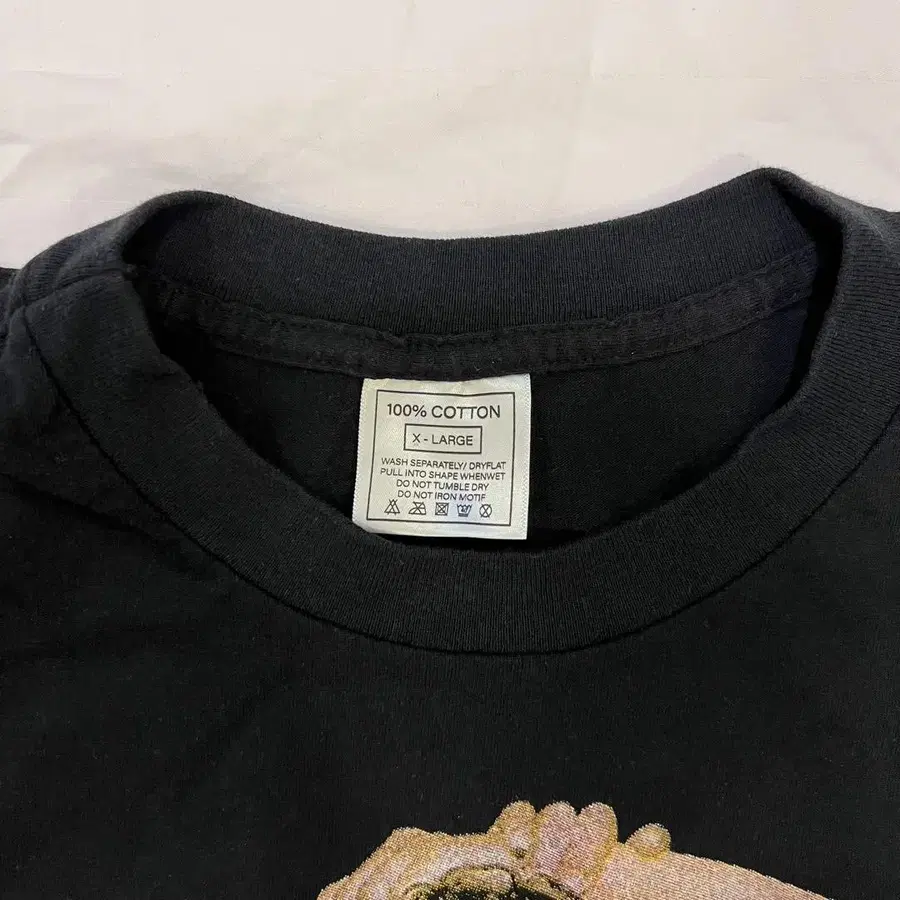 100% COTTON
X - LARGE
WASH SEPARATELY/ DRYFLAT
PULL INTO SHAPE WHENWET
DO NOT TUMBLE DRY
DO NOT IRON MOTIF